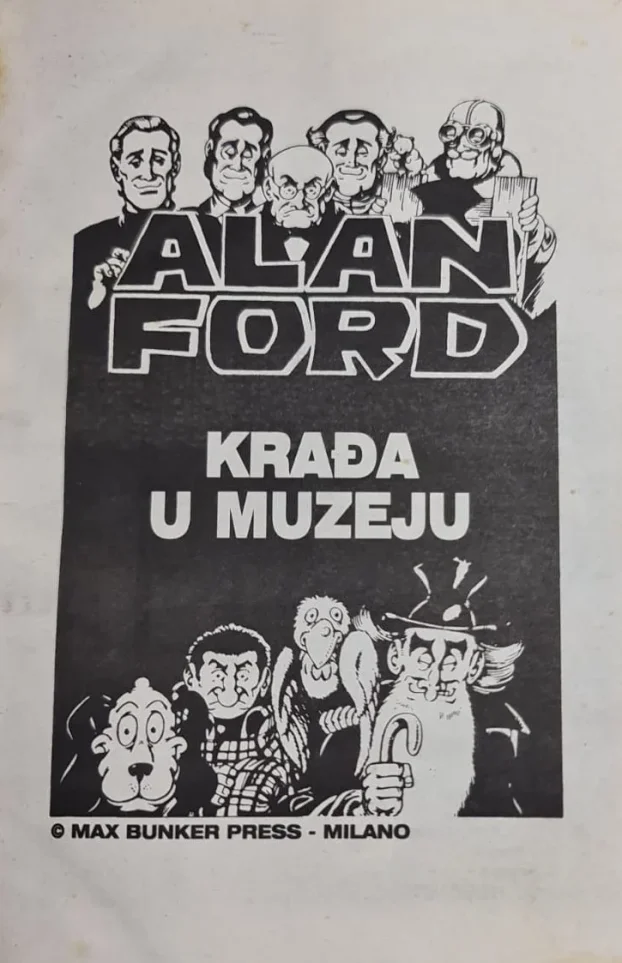 ALAN
FORD
KRAĐA
U MUZEJU
© MAX BUNKER PRESS - MILANO